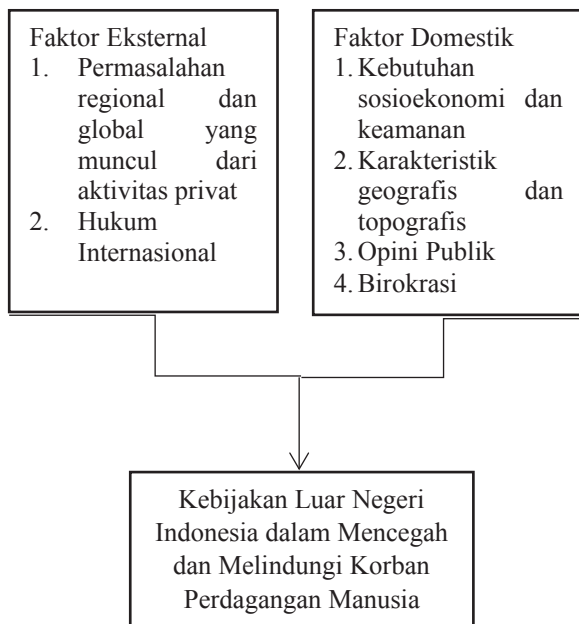 Faktor Eksternal
1. Permasalahan
regional dan
global yang
muncul dari
aktivitas privat
2. Hukum
Internasional
Faktor Domestik
1. Kebutuhan
sosioekonomi dan
keamanan
2. Karakteristik
geografis dan
topografis
3. Opini Publik
4. Birokrasi
Kebijakan Luar Negeri
Indonesia dalam Mencegah
dan Melindungi Korban
Perdagangan Manusia